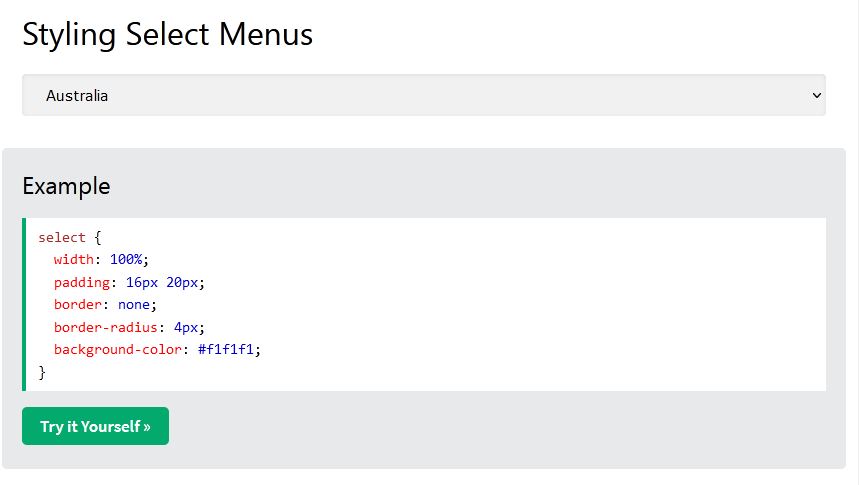 Styling Select Menus
Australia
Example
select {
  width: 100%;
  padding: 16px 20px;
  border: none;
  border-radius: 4px;
  background-color: #f1f1f1;
}
Try it Yourself »